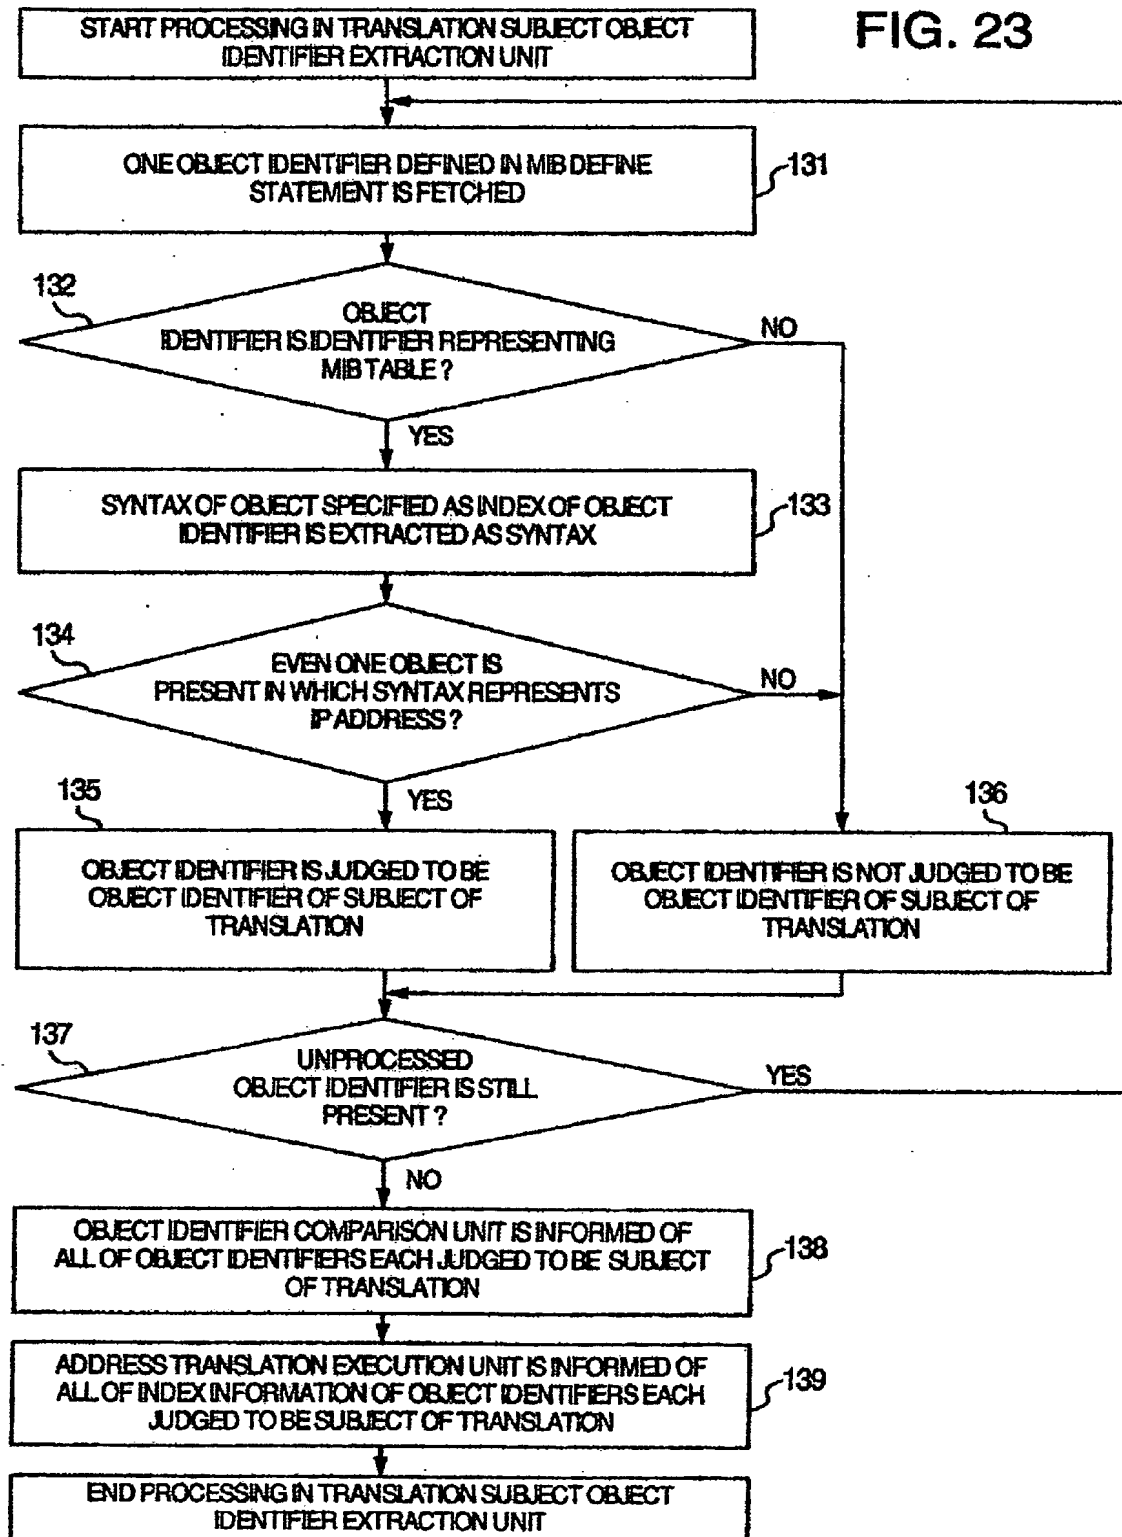 FIG. 23
START PROCESSING IN TRANSLATION SUBJECT OBJECT
IDENTIFIER EXTRACTION UNIT
ONE OBJECT IDENTIFIER DEFINED IN MIB DEFINE
STATEMENT IS FETCHED
131
132
OBJECT
IDENTIFIER IS IDENTIFIER REPRESENTING
MIB TABLE ?
NO
YES
SYNTAX OF OBJECT SPECIFIED AS INDEX OF OBJECT
IDENTIFIER IS EXTRACTED AS SYNTAX
133
134
EVEN ONE OBJECT IS
PRESENT IN WHICH SYNTAX REPRESENTS
IP ADDRESS ?
NO
YES
135
OBJECT IDENTIFIER IS JUDGED TO BE
OBJECT IDENTIFIER OF SUBJECT OF
TRANSLATION
136
OBJECT IDENTIFIER IS NOT JUDGED TO BE
OBJECT IDENTIFIER OF SUBJECT OF
TRANSLATION
137
UNPROCESSED
OBJECT IDENTIFIER IS STILL
PRESENT ?
YES
NO
OBJECT IDENTIFIER COMPARISON UNIT IS INFORMED OF
ALL OF OBJECT IDENTIFIERS EACH JUDGED TO BE SUBJECT
OF TRANSLATION
138
ADDRESS TRANSLATION EXECUTION UNIT IS INFORMED OF
ALL OF INDEX INFORMATION OF OBJECT IDENTIFIERS EACH
JUDGED TO BE SUBJECT OF TRANSLATION
139
END PROCESSING IN TRANSLATION SUBJECT OBJECT
IDENTIFIER EXTRACTION UNIT